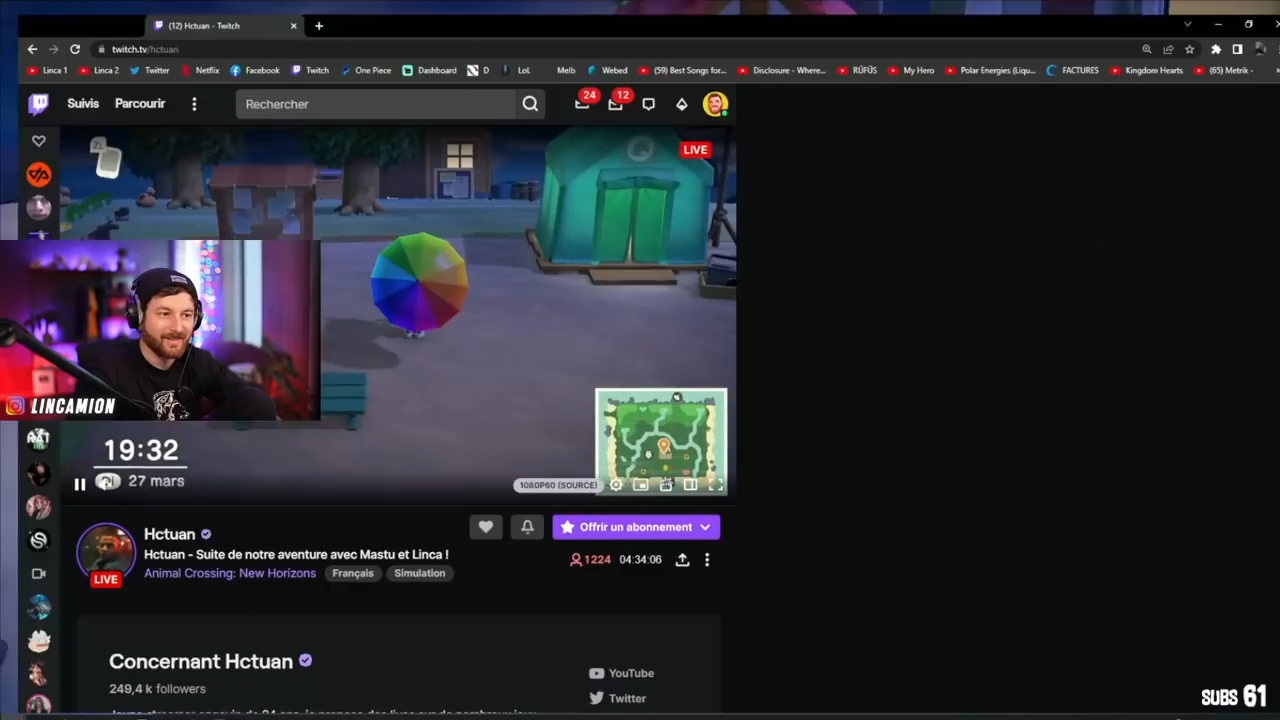 (12) Hctuan - Twitch
twitch.tv/hctuan
Linca 1 Linca 2 Twitter Netflix Facebook Twitch One Piece Dashboard D LoL Melb Webed (59) Best Songs for... Disclosure - Where... RÜFÜS My Hero Polar Energies (Liqu... FACTURES Kingdom Hearts (65) Metrik -
Suivis Parcourir Rechercher 24 12
ZL
LIVE
LINCAMION
19:32
27 mars
1080P60 (SOURCE)
Hctuan
Offrir un abonnement
Hctuan - Suite de notre aventure avec Mastu et Linca !
1224 04:34:06
Animal Crossing: New Horizons Français Simulation
LIVE
Concernant Hctuan
249,4 k followers
YouTube
Twitter
SUBS 61